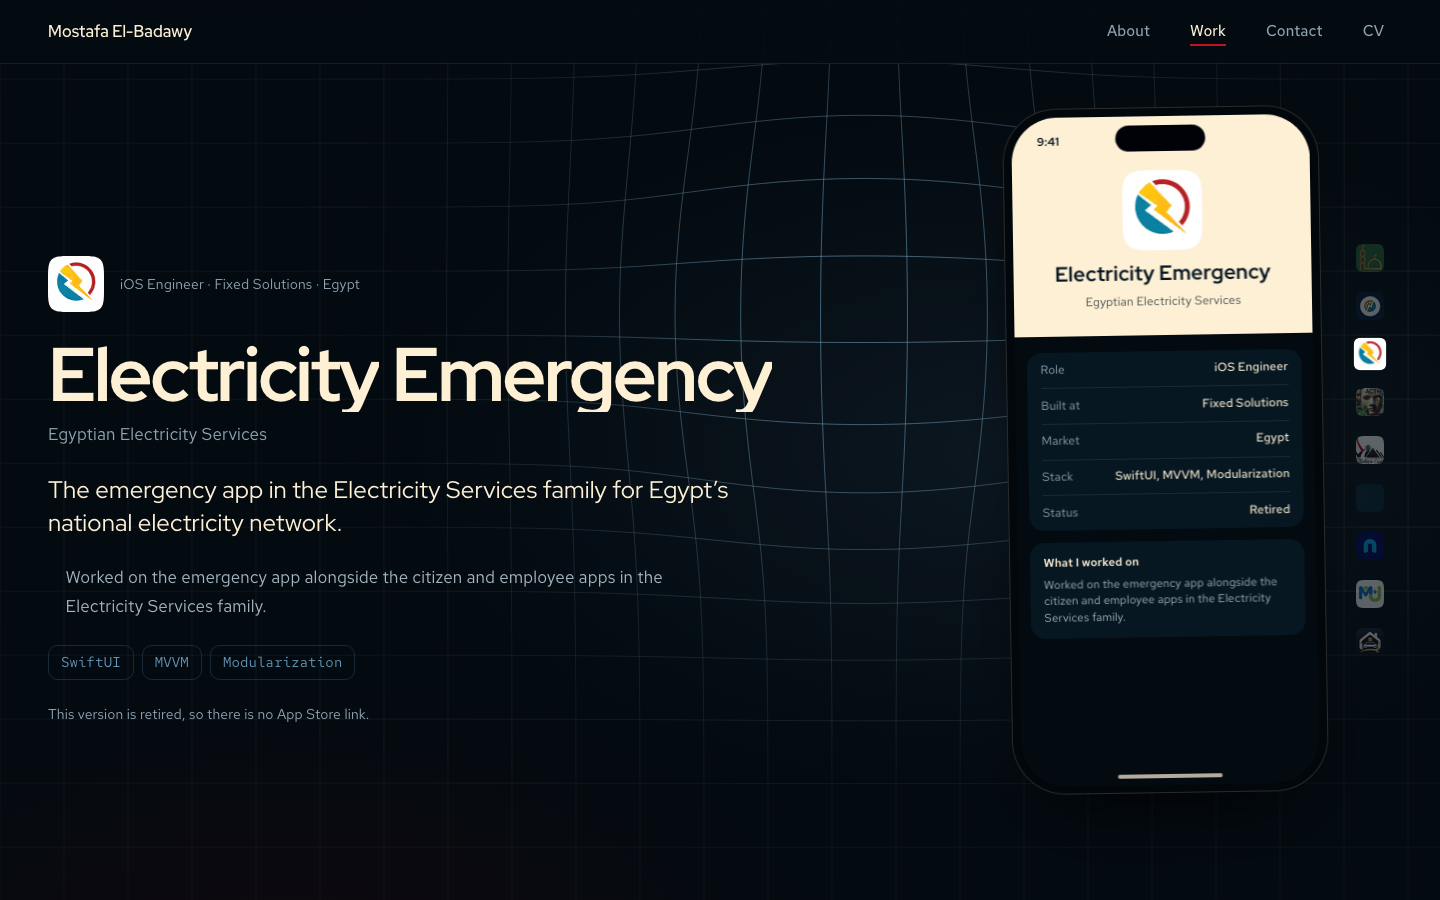 Mostafa El-Badawy
About
Work
Contact
CV
iOS Engineer · Fixed Solutions · Egypt
Electricity Emergency
Egyptian Electricity Services
The emergency app in the Electricity Services family for Egypt’s
national electricity network.
Worked on the emergency app alongside the citizen and employee apps in the
Electricity Services family.
SwiftUI
MVVM
Modularization
This version is retired, so there is no App Store link.
9:41
Electricity Emergency
Egyptian Electricity Services
Role iOS Engineer
Built at Fixed Solutions
Market Egypt
Stack SwiftUI, MVVM, Modularization
Status Retired
What I worked on
Worked on the emergency app alongside the
citizen and employee apps in the Electricity
Services family.